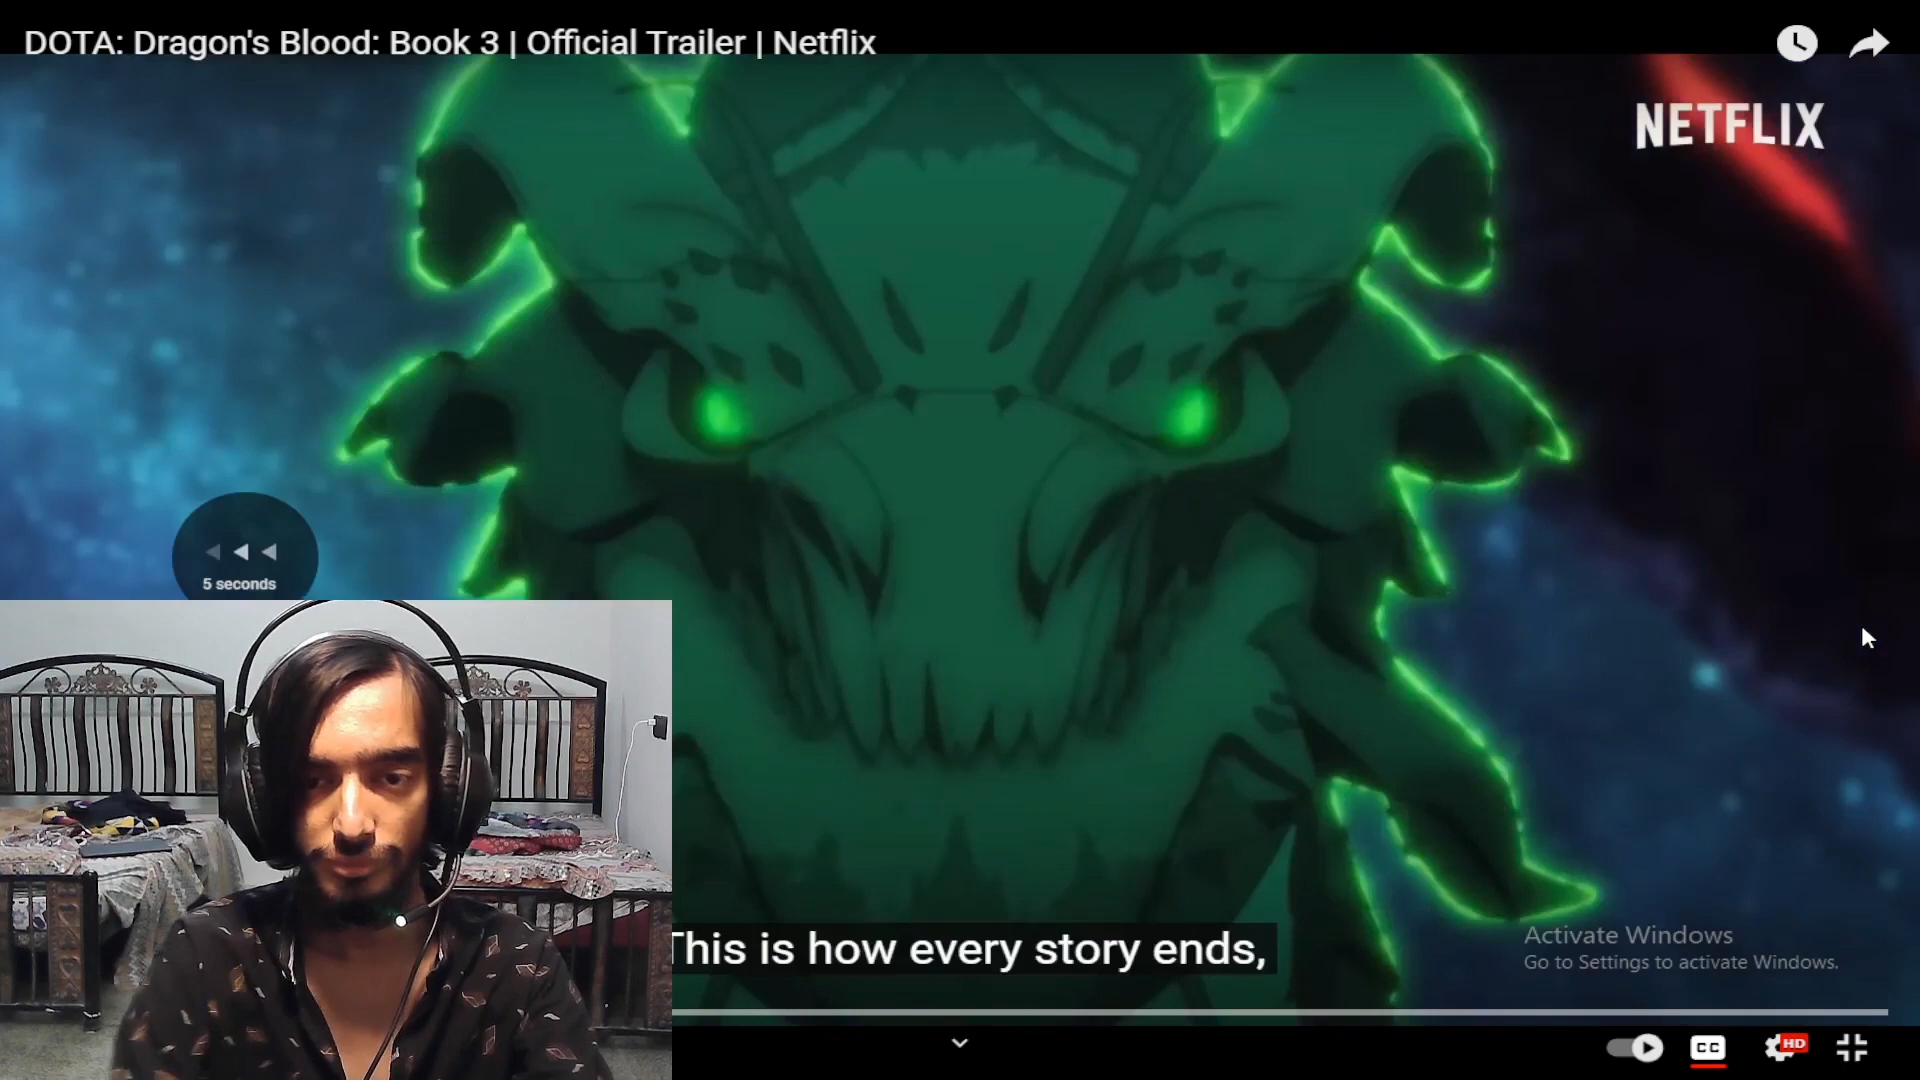 DOTA: Dragon's Blood: Book 3 | Official Trailer | Netflix
NETFLIX
5 seconds
This is how every story ends,
Activate Windows
Go to Settings to activate Windows.
CC
HD